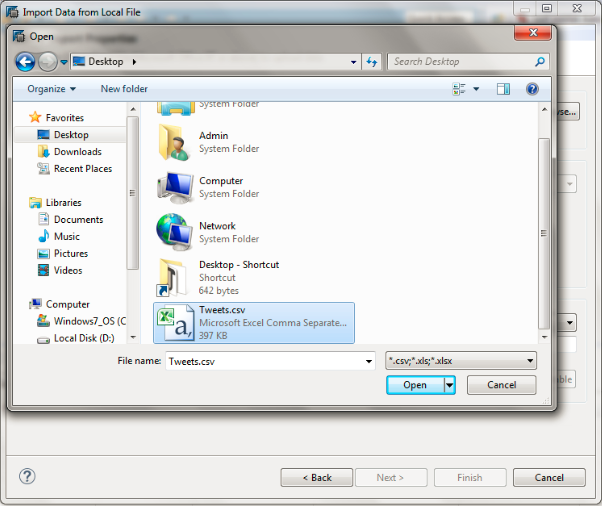 Import Data from Local File
Open
Desktop
Search Desktop
Organize
New folder
Favorites
Desktop
Downloads
Recent Places
Libraries
Documents
Music
Pictures
Videos
Computer
Windows7_OS (C
Local Disk (D:)
System Folder
Admin
System Folder
Computer
System Folder
Network
System Folder
Desktop - Shortcut
Shortcut
642 bytes
Tweets.csv
Microsoft Excel Comma Separate...
397 KB
File name:
Tweets.csv
*.csv;*.xls;*.xlsx
Open
Cancel
< Back
Next >
Finish
Cancel